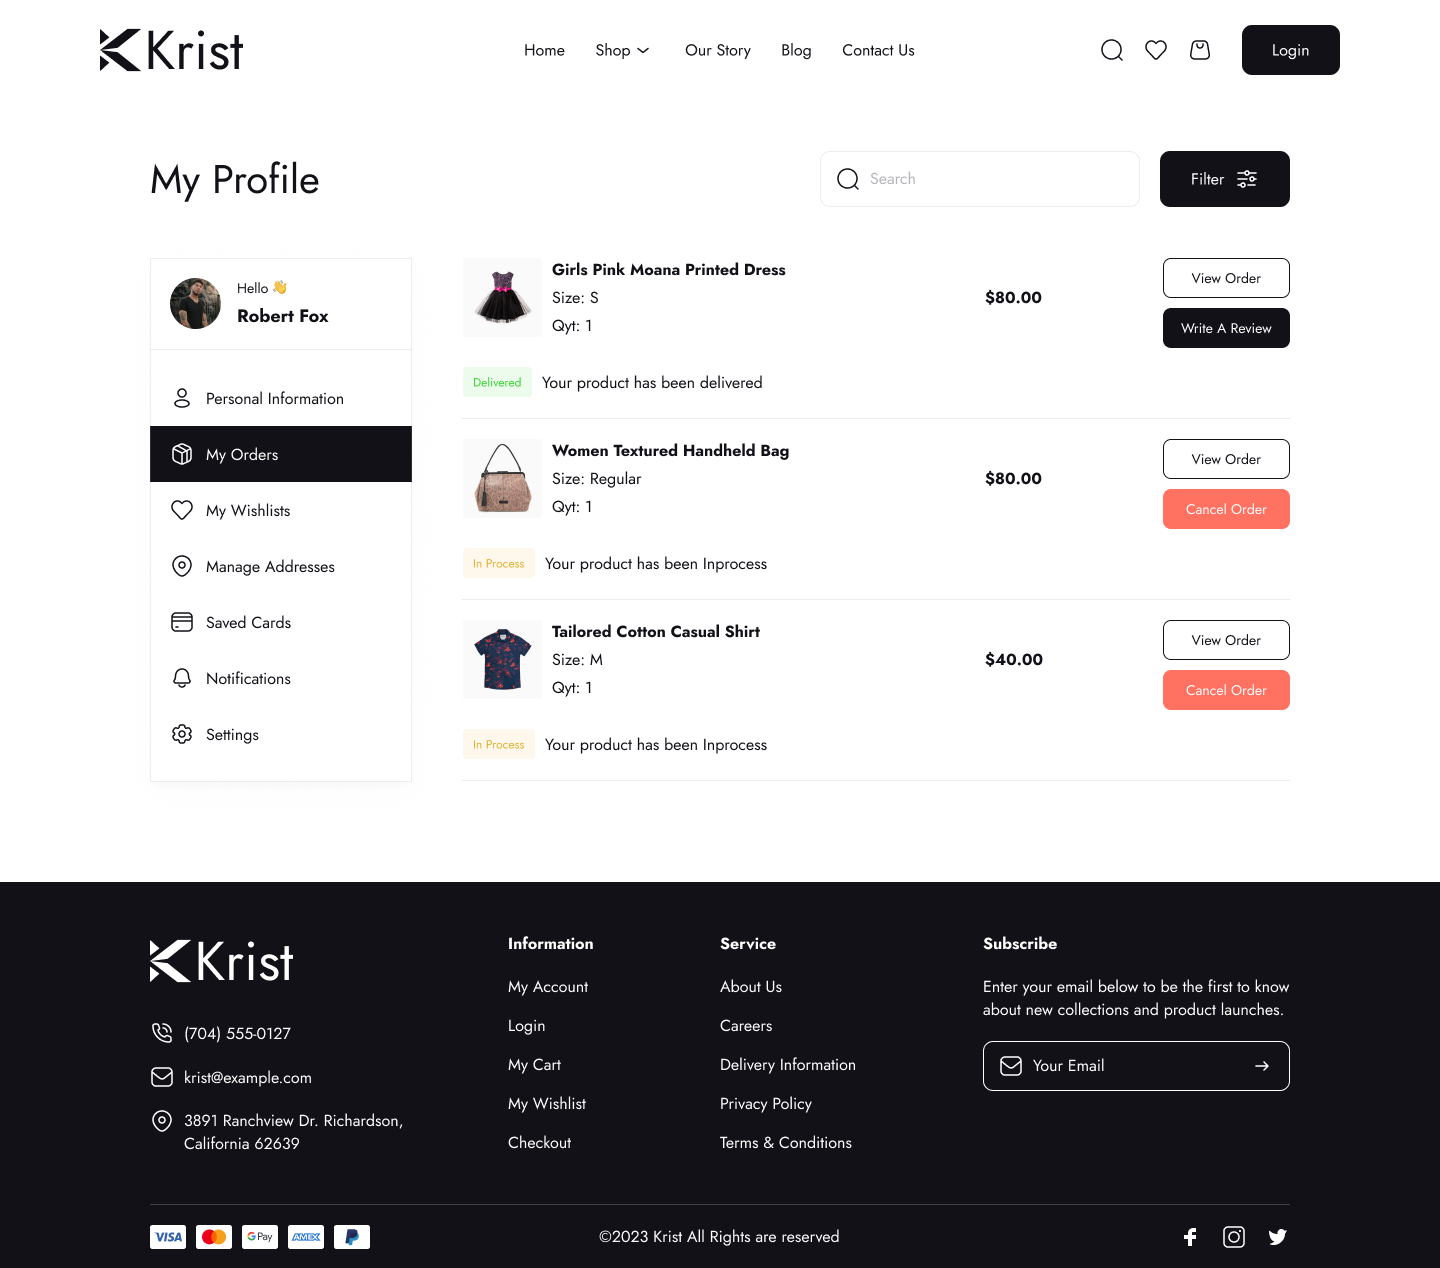 Krist
Home
Shop
Our Story
Blog
Contact Us
Login
My Profile
Search
Filter
Hello 👋
Robert Fox
Personal Information
My Orders
My Wishlists
Manage Addresses
Saved Cards
Notifications
Settings
Girls Pink Moana Printed Dress
Size: S
Qyt: 1
$80.00
View Order
Write A Review
Delivered
Your product has been delivered
Women Textured Handheld Bag
Size: Regular
Qyt: 1
$80.00
View Order
Cancel Order
In Process
Your product has been Inprocess
Tailored Cotton Casual Shirt
Size: M
Qyt: 1
$40.00
View Order
Cancel Order
In Process
Your product has been Inprocess
Krist
(704) 555-0127
krist@example.com
3891 Ranchview Dr. Richardson,
California 62639
Information
My Account
Login
My Cart
My Wishlist
Checkout
Service
About Us
Careers
Delivery Information
Privacy Policy
Terms & Conditions
Subscribe
Enter your email below to be the first to know
about new collections and product launches.
Your Email
VISA
G Pay
AMEX
©2023 Krist All Rights are reserved